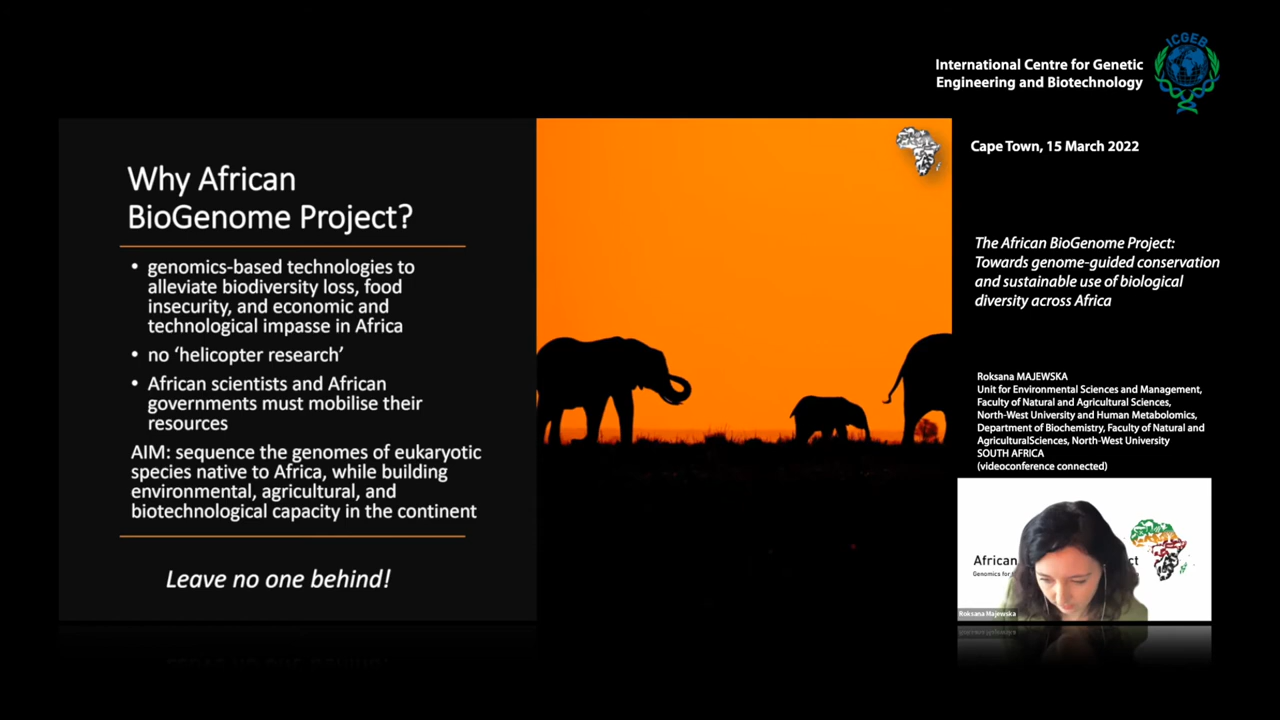 ICGEB
International Centre for Genetic
Engineering and Biotechnology
Cape Town, 15 March 2022
Why African
BioGenome Project?
• genomics-based technologies to
alleviate biodiversity loss, food
insecurity, and economic and
technological impasse in Africa
• no ‘helicopter research’
• African scientists and African
governments must mobilise their
resources
AIM: sequence the genomes of eukaryotic
species native to Africa, while building
environmental, agricultural, and
biotechnological capacity in the continent
Leave no one behind!
The African BioGenome Project:
Towards genome-guided conservation
and sustainable use of biological
diversity across Africa
Roksana MAJEWSKA
Unit for Environmental Sciences and Management,
Faculty of Natural and Agricultural Sciences,
North-West University and Human Metabolomics,
Department of Biochemistry, Faculty of Natural and
AgriculturalSciences, North-West University
SOUTH AFRICA
(videoconference connected)
African
ct
Genomics for
Roksana Majewska